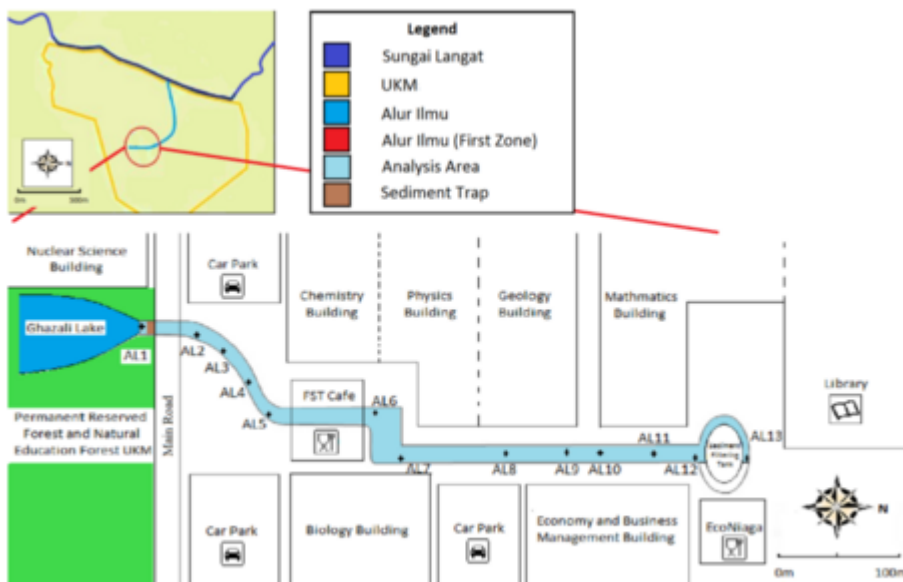 Legend
Sungai Langat
UKM
Alur Ilmu
Alur Ilmu (First Zone)
Analysis Area
Sediment Trap
N
0m
300m
Nuclear Science
Building
Car Park
Chemistry
Building
Physics
Building
Geology
Building
Mathmatics
Building
Ghazali Lake
AL1
AL2
AL3
AL4
AL5
FST Cafe
AL6
AL7
AL8
AL9
AL10
AL11
AL12
AL13
Library
Permanent Reserved
Forest and Natural
Education Forest UKM
Main Road
Sediment
Filtering
Tank
Car Park
Biology Building
Car Park
Economy and Business
Management Building
EcoNiaga
N
0m
100m